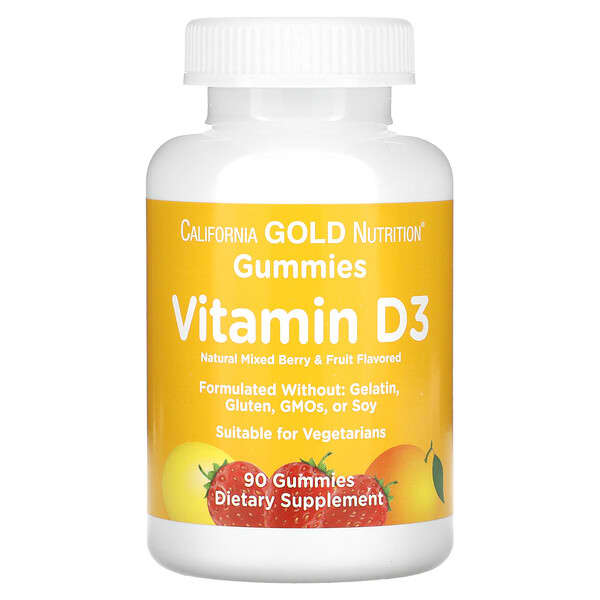 CALIFORNIA GOLD NUTRITION®
Gummies
Vitamin D3
Natural Mixed Berry & Fruit Flavored
Formulated Without: Gelatin,
Gluten, GMOs, or Soy
Suitable for Vegetarians
90 Gummies
Dietary Supplement